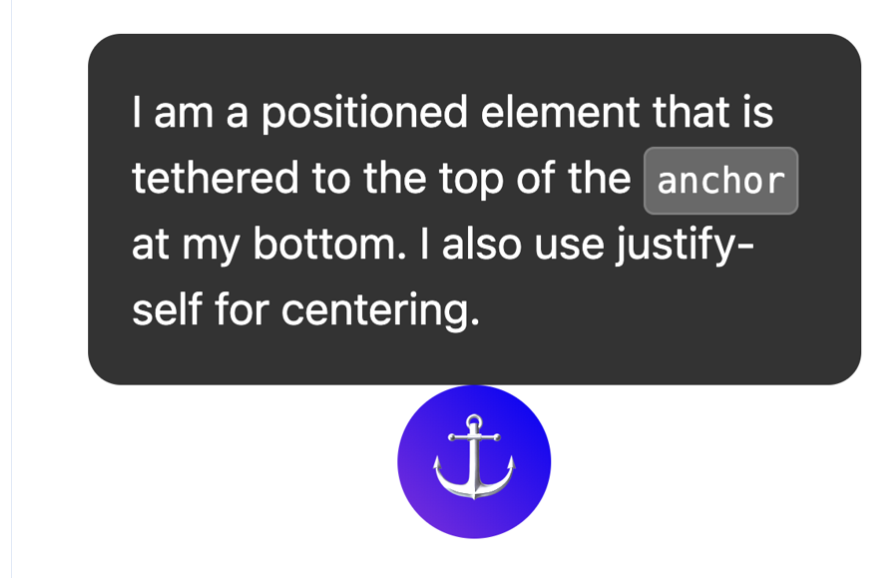 I am a positioned element that is
tethered to the top of the anchor
at my bottom. I also use justify-
self for centering.